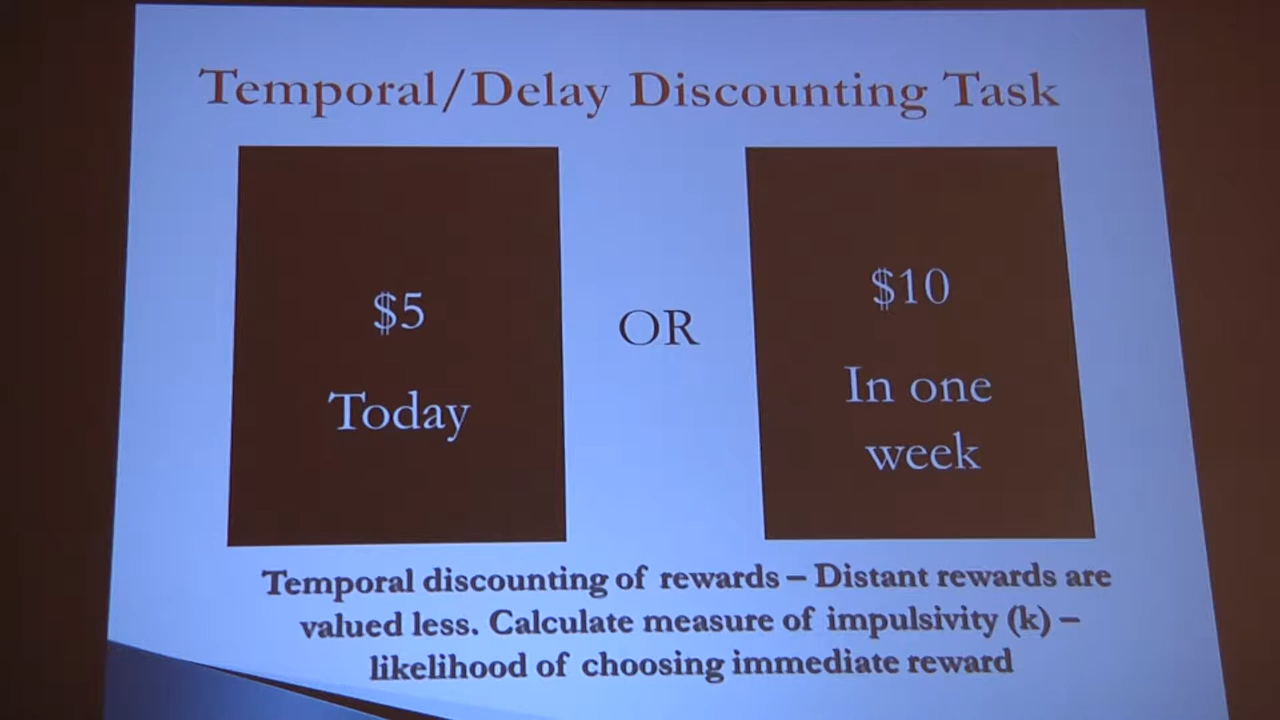 Temporal/Delay Discounting Task
$5
Today
OR
$10
In one
week
Temporal discounting of rewards – Distant rewards are
valued less. Calculate measure of impulsivity (k) –
likelihood of choosing immediate reward